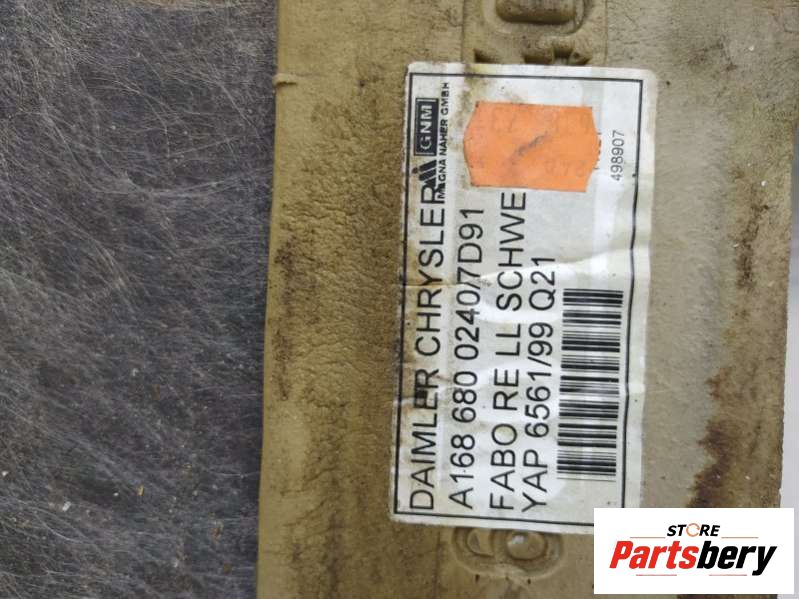 DAIMLER CHRYSLER
GNM
MAGNA NÄHER GMBH
A168 680 0240/7D91
FABO RE LL SCHWE
YAP 6561/99 Q21
498907
STORE
Partsbery